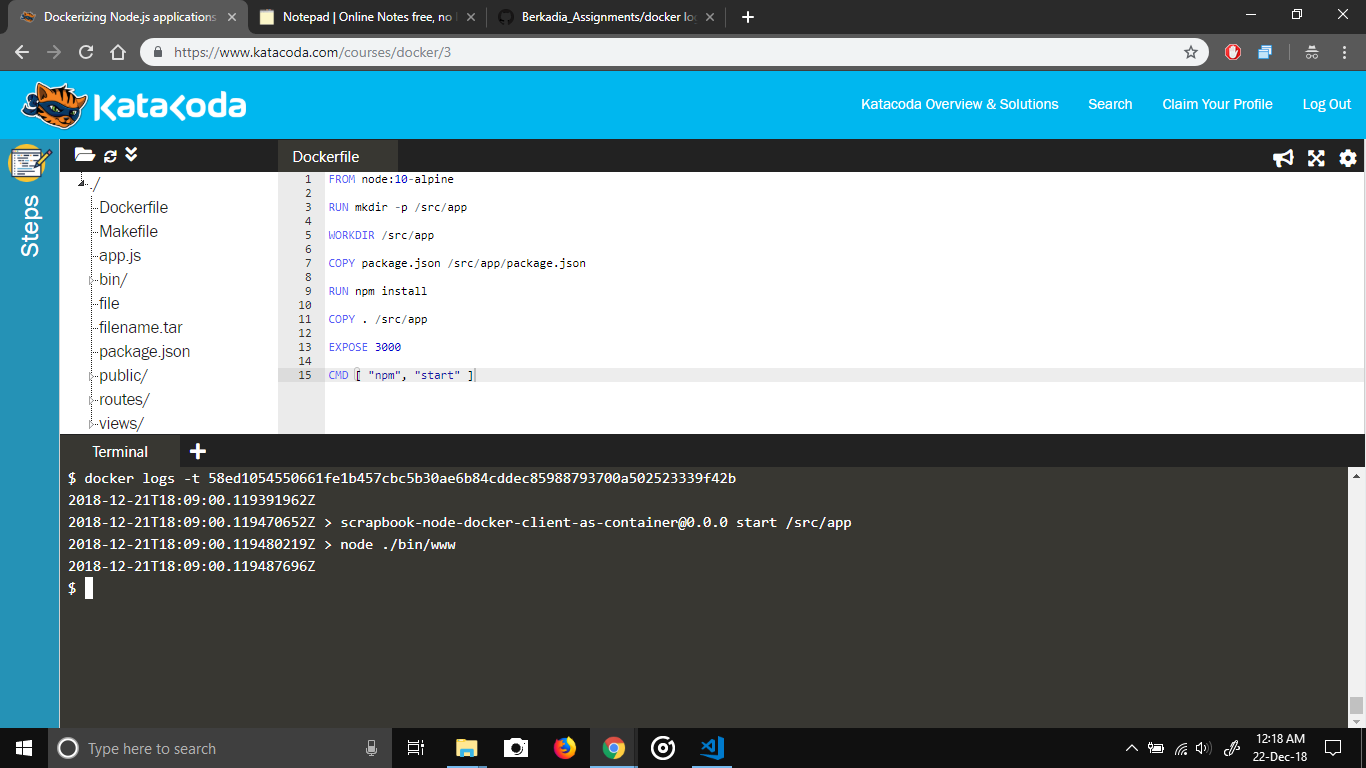 Dockerizing Node.js applications
Notepad | Online Notes free, no
Berkadia_Assignments/docker log
https://www.katacoda.com/courses/docker/3
KataKoda
Katacoda Overview & Solutions
Search
Claim Your Profile
Log Out
Steps
./
Dockerfile
Makefile
app.js
bin/
file
filename.tar
package.json
public/
routes/
views/
Dockerfile
1 FROM node:10-alpine
2
3 RUN mkdir -p /src/app
4
5 WORKDIR /src/app
6
7 COPY package.json /src/app/package.json
8
9 RUN npm install
10
11 COPY . /src/app
12
13 EXPOSE 3000
14
15 CMD [ "npm", "start" ]
Terminal
$ docker logs -t 58ed1054550661fe1b457cbc5b30ae6b84cddec85988793700a502523339f42b
2018-12-21T18:09:00.119391962Z
2018-12-21T18:09:00.119470652Z > scrapbook-node-docker-client-as-container@0.0.0 start /src/app
2018-12-21T18:09:00.119480219Z > node ./bin/www
2018-12-21T18:09:00.119487696Z
$
Type here to search
12:18 AM
22-Dec-18